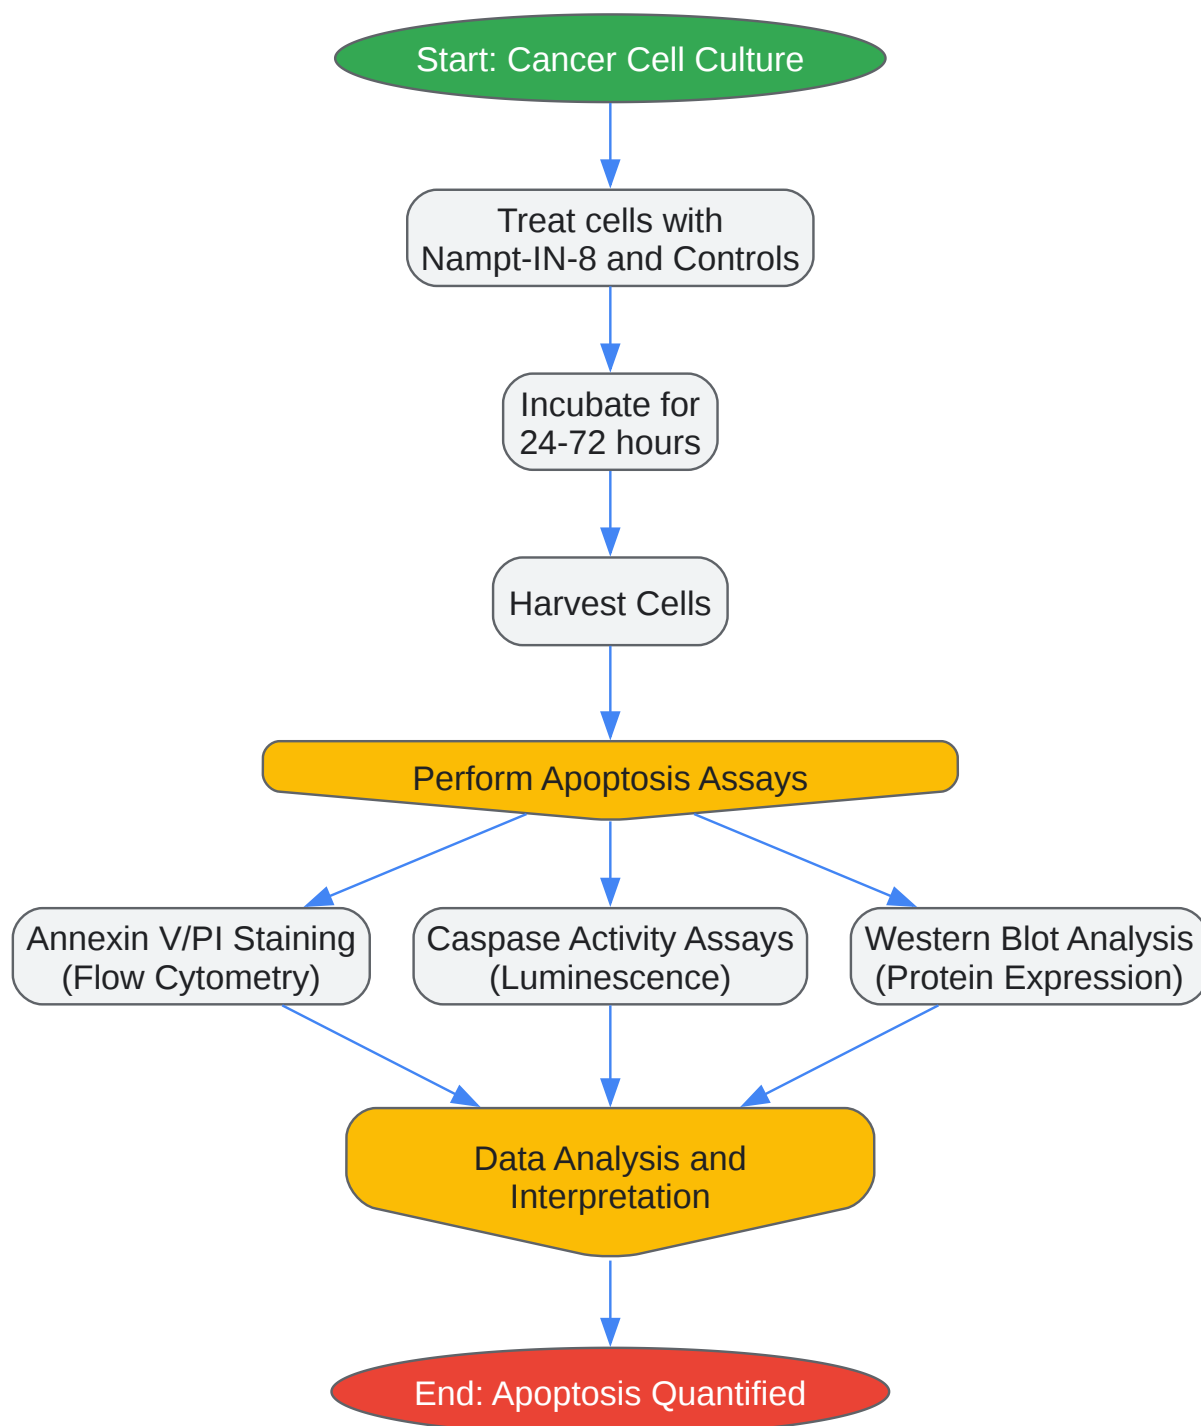 Start: Cancer Cell Culture
Treat cells with
Nampt-IN-8 and Controls
Incubate for
24-72 hours
Harvest Cells
Perform Apoptosis Assays
Annexin V/PI Staining
(Flow Cytometry)
Caspase Activity Assays
(Luminescence)
Western Blot Analysis
(Protein Expression)
Data Analysis and
Interpretation
End: Apoptosis Quantified